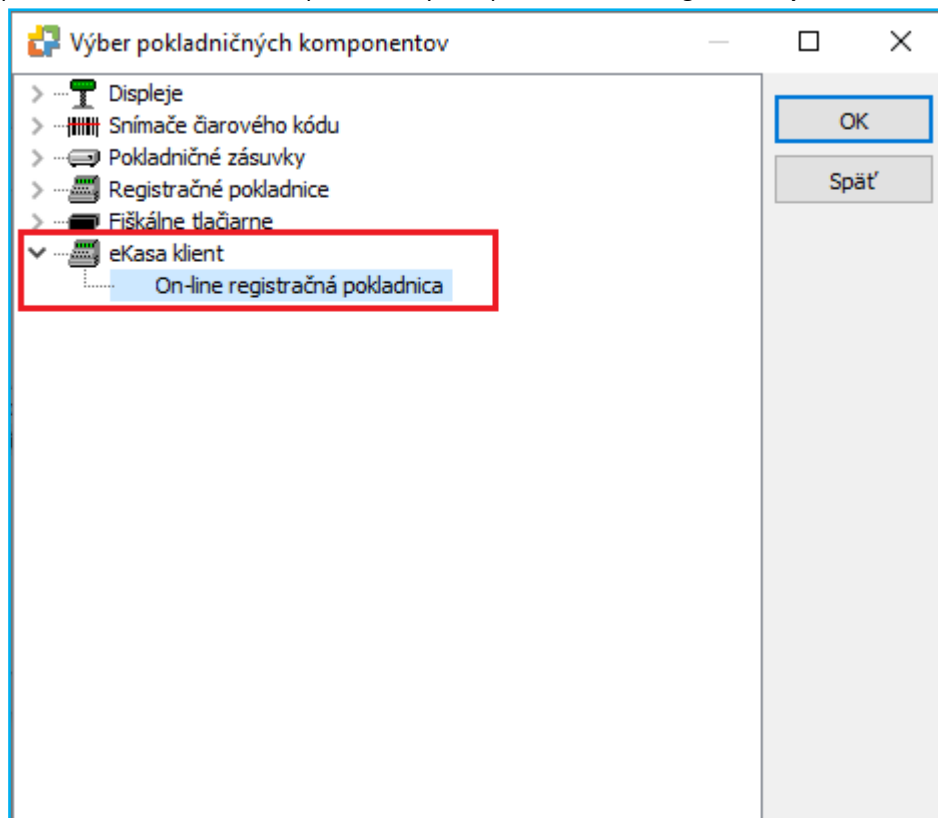 Výber pokladničných komponentov
Displeje
Snímače čiarového kódu
Pokladničné zásuvky
Registračné pokladnice
Fiškálne tlačiarne
eKasa klient
On-line registračná pokladnica
OK
Späť